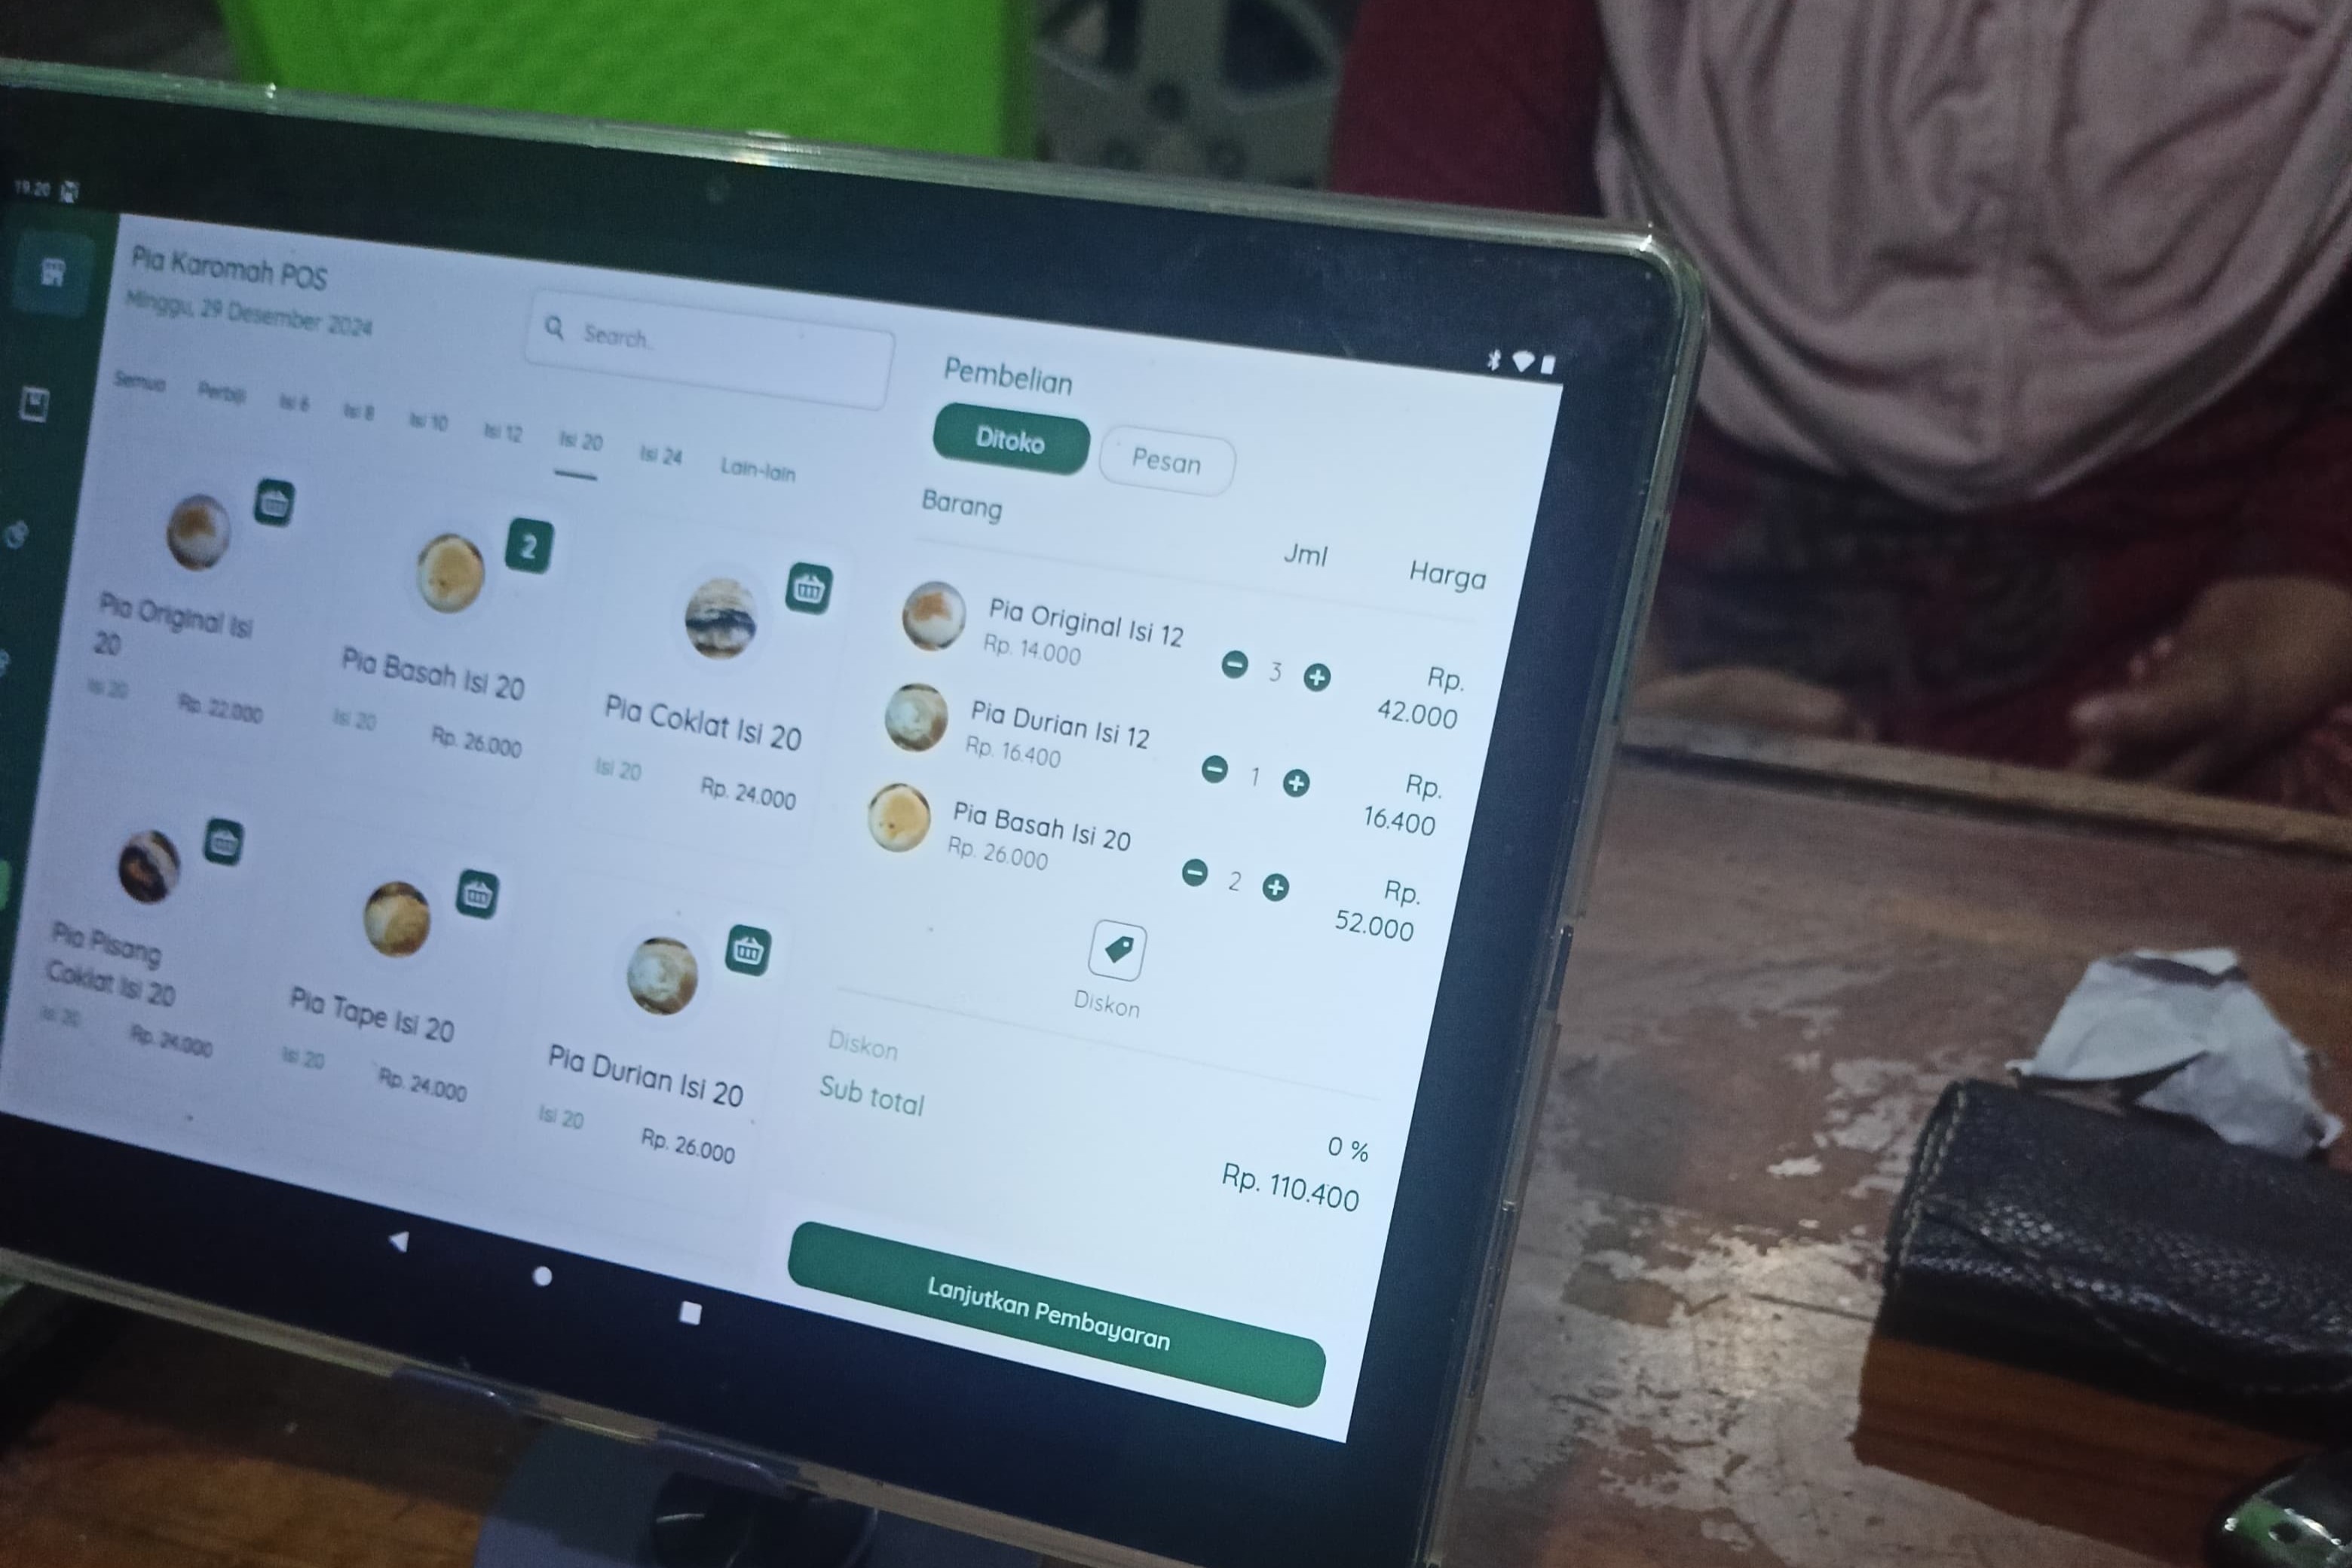 19.20
Pia Karomah POS
Minggu, 29 Desember 2024
Search..
Semua Perbiji Isi 6 Isi 8 Isi 10 Isi 12 Isi 20 Isi 24 Lain-lain
Pia Original Isi
20
Isi 20 Rp. 22.000
2
Pia Basah Isi 20
Isi 20 Rp. 26.000
Pia Coklat Isi 20
Isi 20 Rp. 24.000
Pia Pisang
Coklat Isi 20
Isi 20 Rp. 24.000
Pia Tape Isi 20
Isi 20 Rp. 24.000
Pia Durian Isi 20
Isi 20 Rp. 26.000
Pembelian
Ditoko Pesan
Barang Jml Harga
Pia Original Isi 12
Rp. 14.000
3
Rp.
42.000
Pia Durian Isi 12
Rp. 16.400
1
Rp.
16.400
Pia Basah Isi 20
Rp. 26.000
2
Rp.
52.000
Diskon
Diskon 0 %
Sub total Rp. 110.400
Lanjutkan Pembayaran